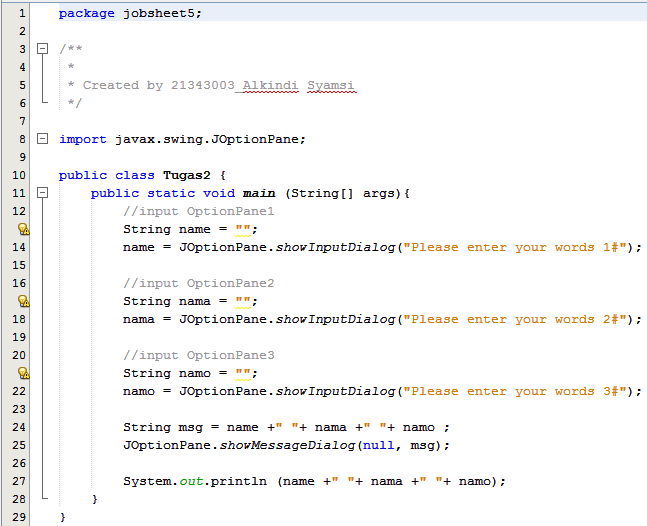 1 package jobsheet5;
2
3 /**
4  *
5  * Created by 21343003_Alkindi Syamsi
6  */
7
8 import javax.swing.JOptionPane;
9
10 public class Tugas2 {
11     public static void main (String[] args){
12         //input OptionPane1
        String name = "";
14         name = JOptionPane.showInputDialog("Please enter your words 1#");
15
16         //input OptionPane2
        String nama = "";
18         nama = JOptionPane.showInputDialog("Please enter your words 2#");
19
20         //input OptionPane3
        String namo = "";
22         namo = JOptionPane.showInputDialog("Please enter your words 3#");
23
24         String msg = name +" "+ nama +" "+ namo ;
25         JOptionPane.showMessageDialog(null, msg);
26
27         System.out.println (name +" "+ nama +" "+ namo);
28     }
29 }